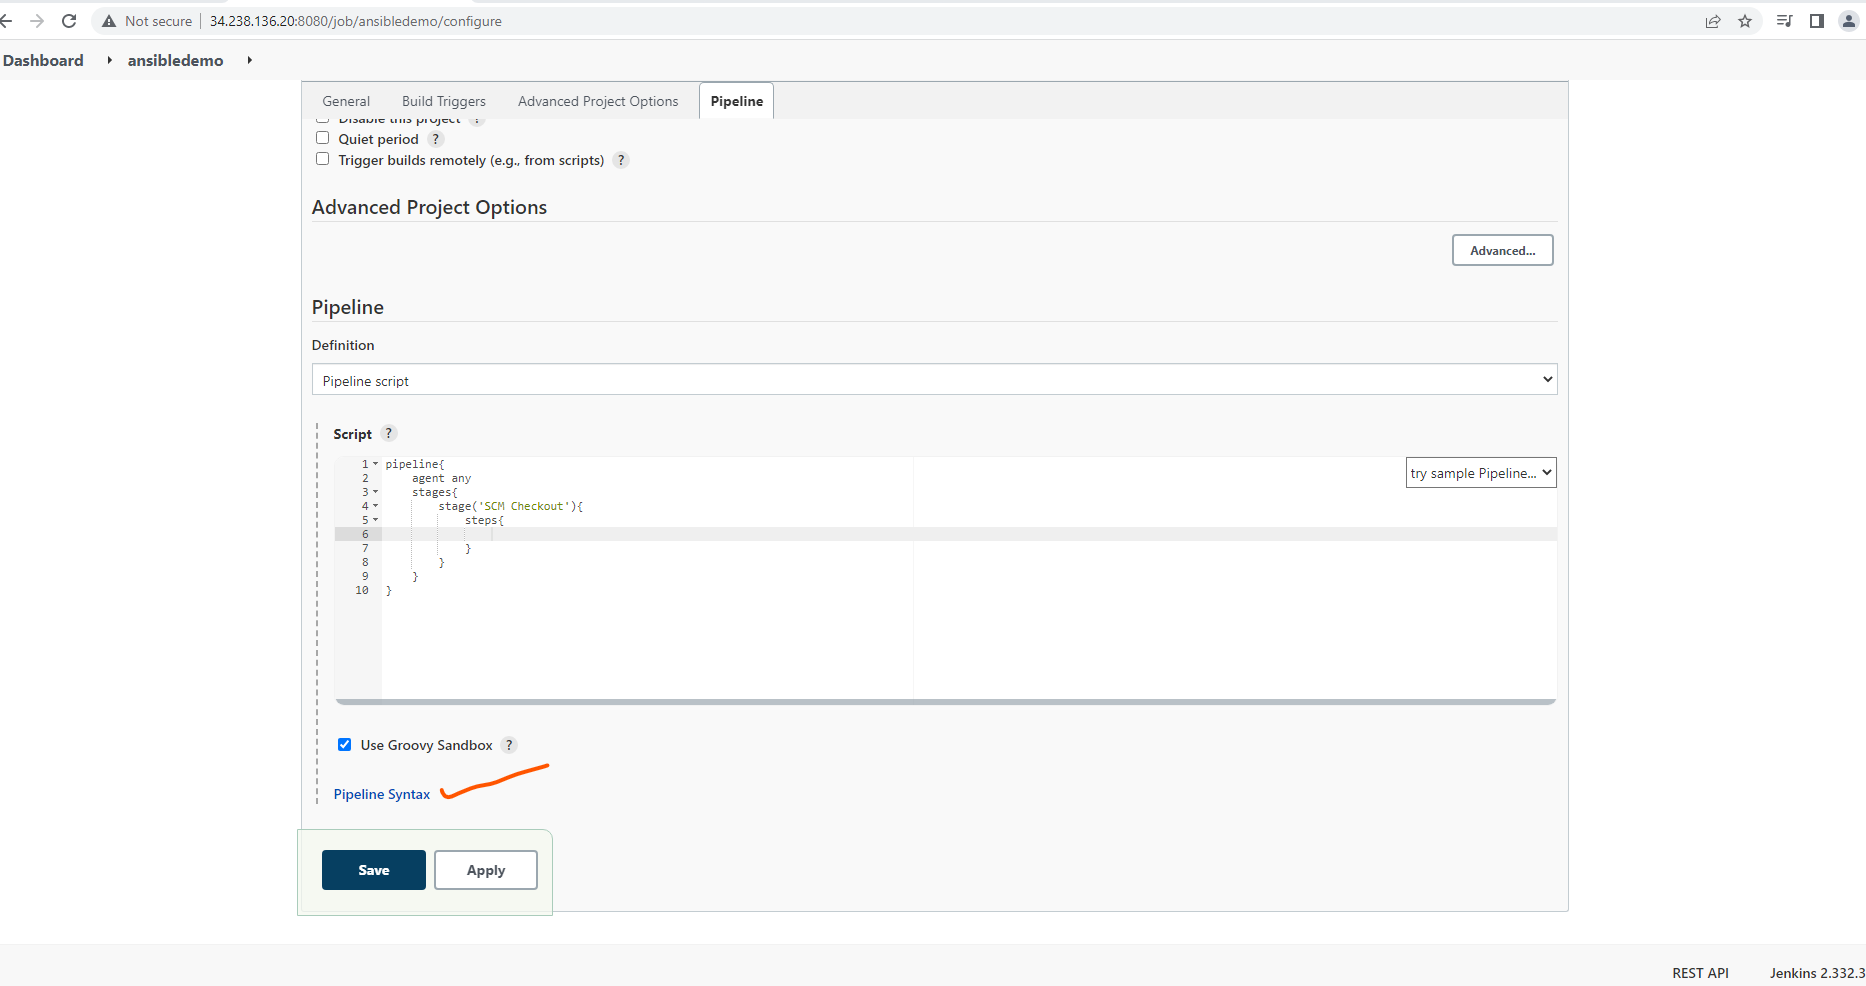 Not secure | 34.238.136.20:8080/job/ansibledemo/configure
Dashboard ansibledemo
General Build Triggers Advanced Project Options Pipeline
Disable this project ?
Quiet period ?
Trigger builds remotely (e.g., from scripts) ?
Advanced Project Options
Advanced...
Pipeline
Definition
Pipeline script
Script ?
try sample Pipeline...
1 pipeline{
2 agent any
3 stages{
4 stage('SCM Checkout'){
5 steps{
6
7 }
8 }
9 }
10 }
Use Groovy Sandbox ?
Pipeline Syntax
Save Apply
REST API Jenkins 2.332.3